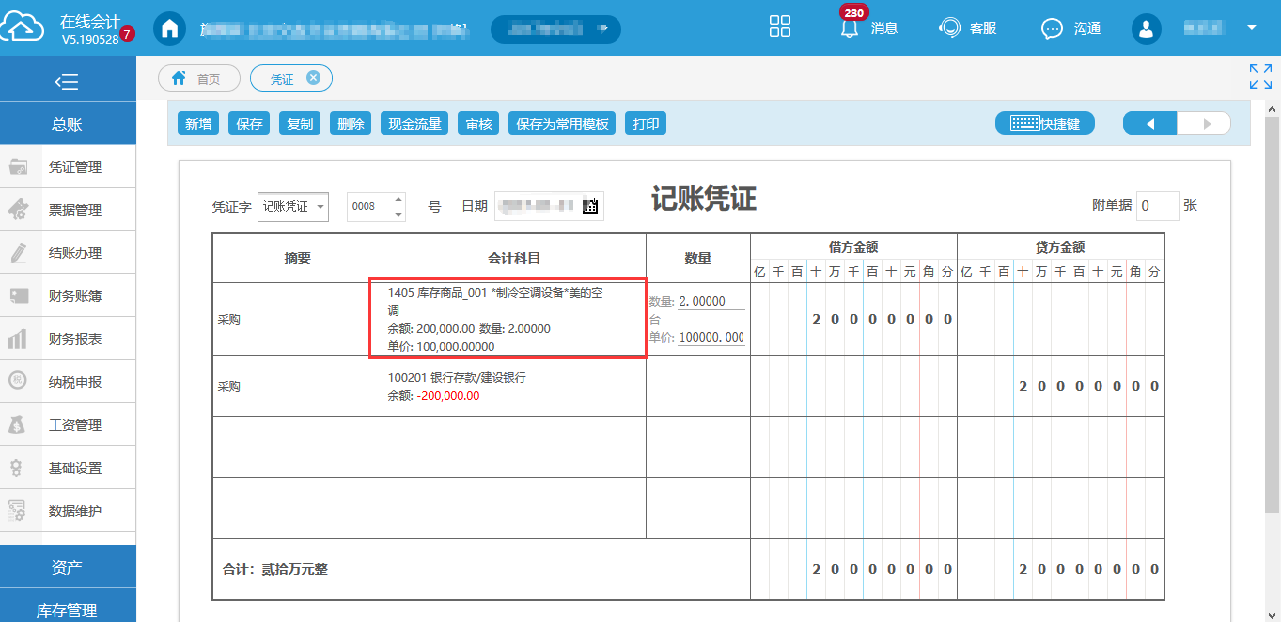 在线会计
V5.190528
7
230
消息
客服
沟通
首页
凭证
总账
新增
保存
复制
删除
现金流量
审核
保存为常用模板
打印
快捷键
凭证管理
票据管理
结账办理
财务账簿
财务报表
纳税申报
税
工资管理
基础设置
数据维护
资产
库存管理
凭证字
记账凭证
0008
号
日期
记账凭证
附单据
0
张
摘要
会计科目
数量
借方金额
贷方金额
亿 千 百 十 万 千 百 十 元 角 分
亿 千 百 十 万 千 百 十 元 角 分
采购
1405 库存商品_001 *制冷空调设备*美的空
调
余额: 200,000.00 数量: 2.00000
单价: 100,000.00000
数量: 2.00000
台
单价: 100000.000
2 0 0 0 0 0 0 0
采购
100201 银行存款/建设银行
余额: -200,000.00
2 0 0 0 0 0 0 0
合计：贰拾万元整
2 0 0 0 0 0 0 0
2 0 0 0 0 0 0 0